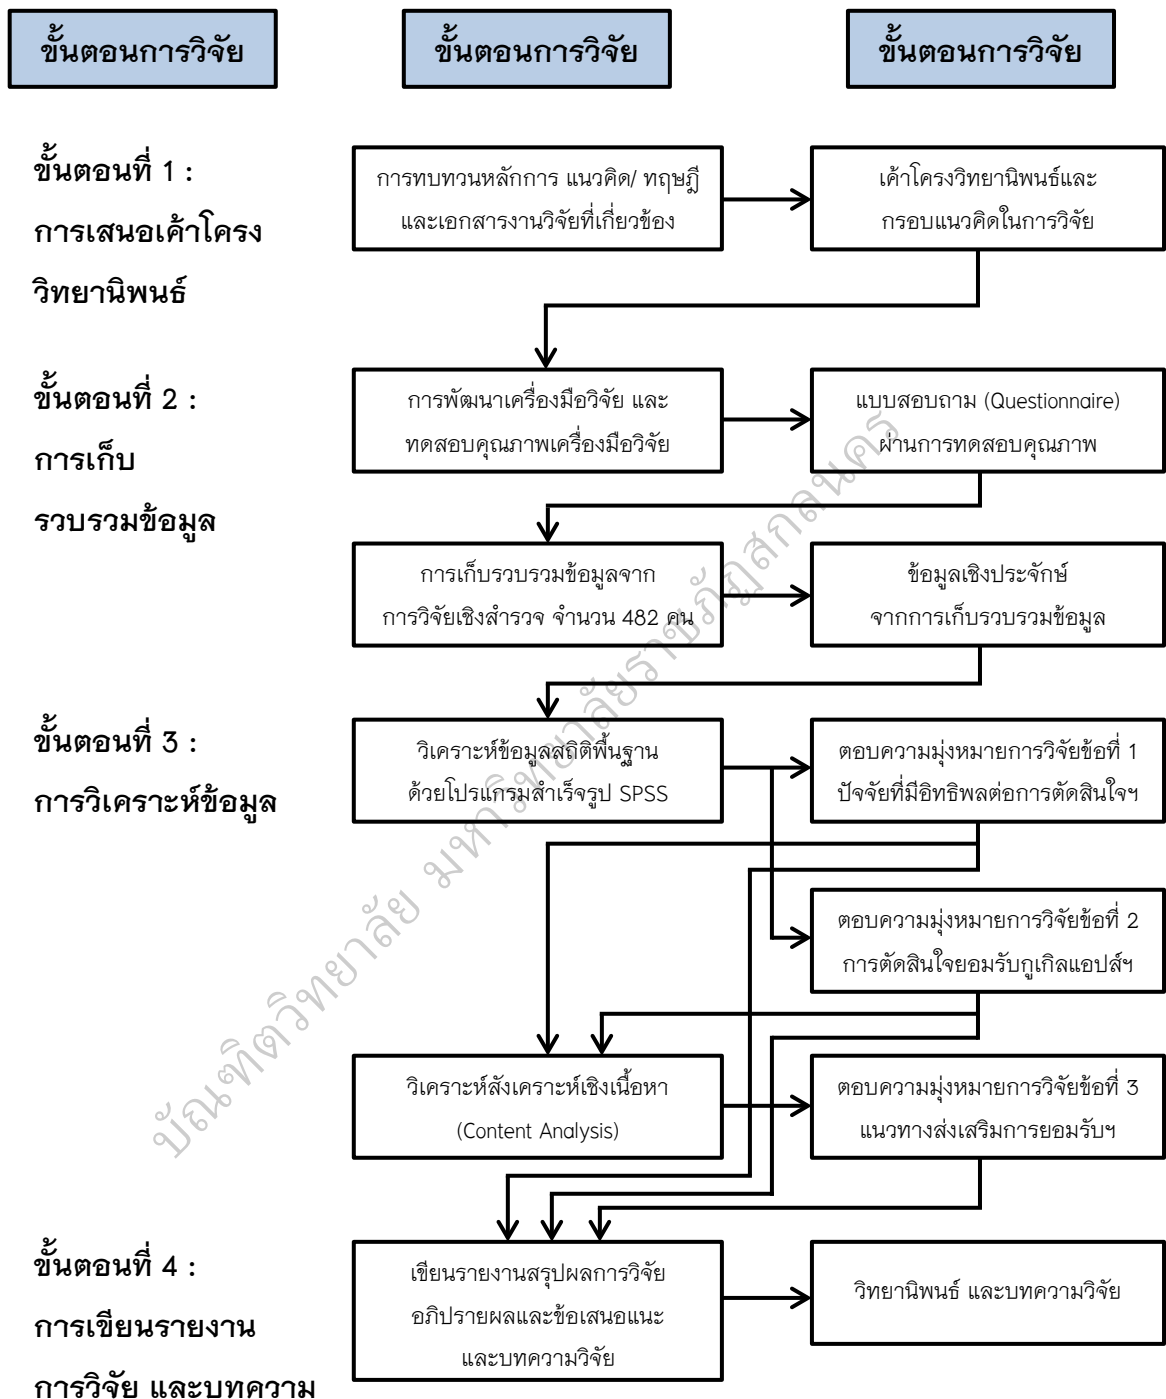 ขั้นตอนการวิจัย
ขั้นตอนการวิจัย
ขั้นตอนการวิจัย
ขั้นตอนที่ 1 :
การเสนอเค้าโครง
วิทยานิพนธ์
การทบทวนหลักการ แนวคิด/ ทฤษฎี
และเอกสารงานวิจัยที่เกี่ยวข้อง
เค้าโครงวิทยานิพนธ์และ
กรอบแนวคิดในการวิจัย
ขั้นตอนที่ 2 :
การเก็บ
รวบรวมข้อมูล
การพัฒนาเครื่องมือวิจัย และ
ทดสอบคุณภาพเครื่องมือวิจัย
แบบสอบถาม (Questionnaire)
ผ่านการทดสอบคุณภาพ
การเก็บรวบรวมข้อมูลจาก
การวิจัยเชิงสำรวจ จำนวน 482 คน
ข้อมูลเชิงประจักษ์
จากการเก็บรวบรวมข้อมูล
ขั้นตอนที่ 3 :
การวิเคราะห์ข้อมูล
วิเคราะห์ข้อมูลสถิติพื้นฐาน
ด้วยโปรแกรมสำเร็จรูป SPSS
ตอบความมุ่งหมายการวิจัยข้อที่ 1
ปัจจัยที่มีอิทธิพลต่อการตัดสินใจฯ
ตอบความมุ่งหมายการวิจัยข้อที่ 2
การตัดสินใจยอมรับกูเกิลแอปส์ฯ
วิเคราะห์สังเคราะห์เชิงเนื้อหา
(Content Analysis)
ตอบความมุ่งหมายการวิจัยข้อที่ 3
แนวทางส่งเสริมการยอมรับฯ
ขั้นตอนที่ 4 :
การเขียนรายงาน
การวิจัย และบทความ
เขียนรายงานสรุปผลการวิจัย
อภิปรายผลและข้อเสนอแนะ
และบทความวิจัย
วิทยานิพนธ์ และบทความวิจัย
บัณฑิตวิทยาลัย มหาวิทยาลัยราชภัฏสกลนคร